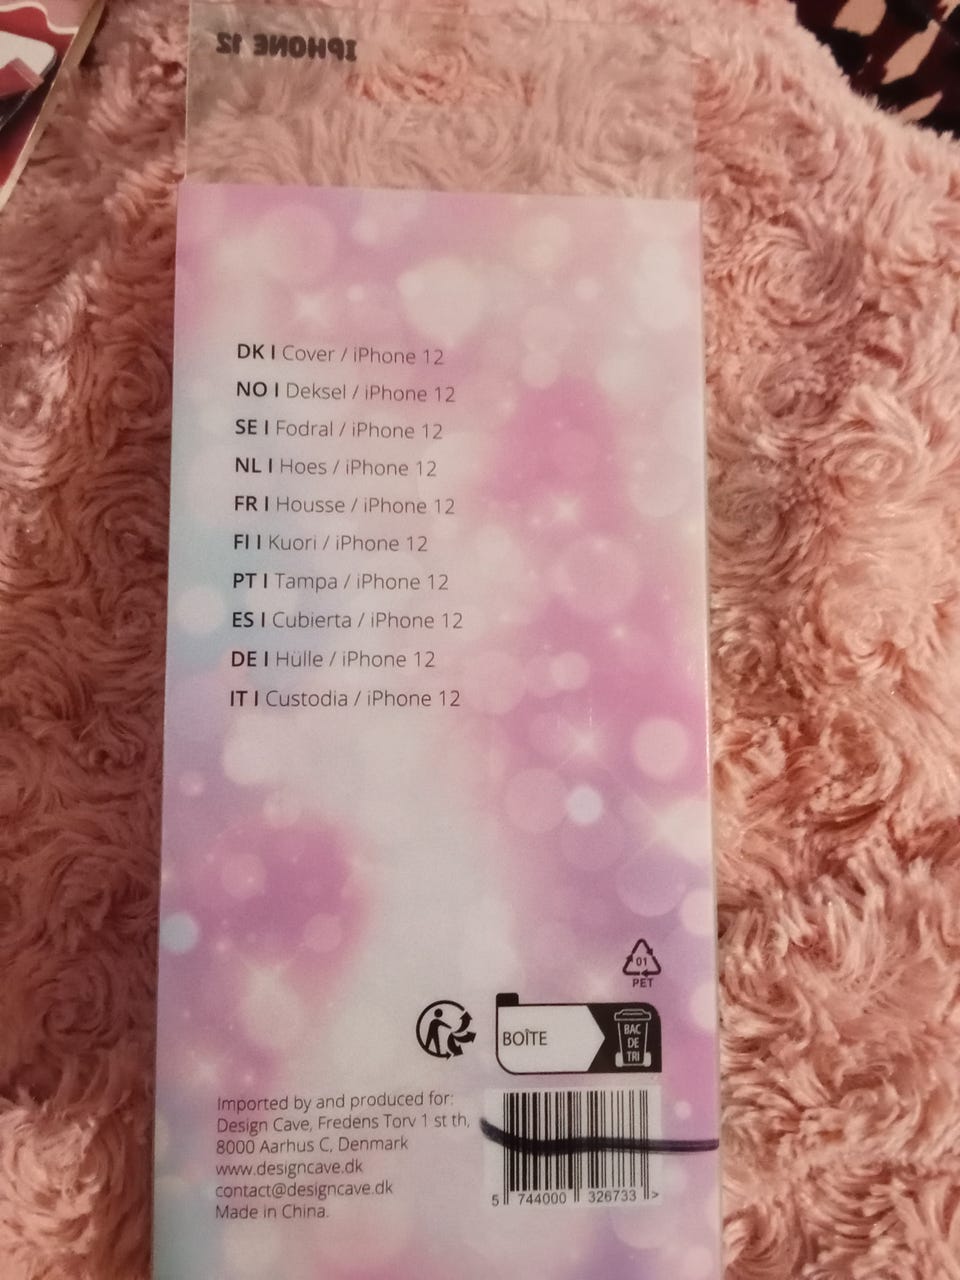 IPHONE 12
DK I Cover / iPhone 12
NO I Deksel / iPhone 12
SE I Fodral / iPhone 12
NL I Hoes / iPhone 12
FR I Housse / iPhone 12
FI I Kuori / iPhone 12
PT I Tampa / iPhone 12
ES I Cubierta / iPhone 12
DE I Hülle / iPhone 12
IT I Custodia / iPhone 12
01
PET
BOÎTE
BAC
DE
TRI
Imported by and produced for:
Design Cave, Fredens Torv 1 st th,
8000 Aarhus C, Denmark
www.designcave.dk
contact@designcave.dk
Made in China.
5 744000 326733 >